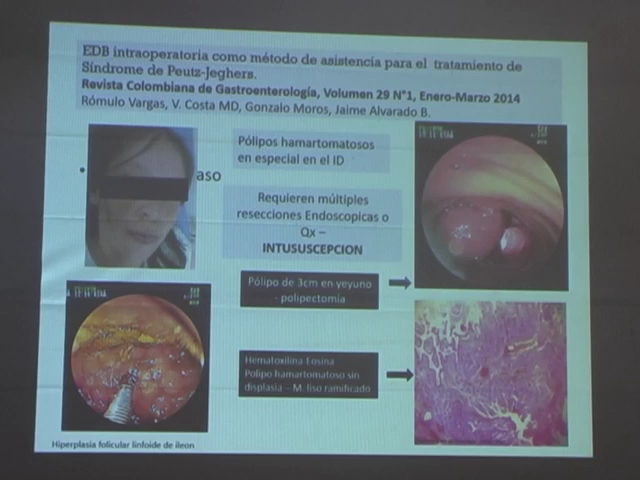 EDB intraoperatoria como método de asistencia para el tratamiento de
Síndrome de Peutz-Jeghers.
Revista Colombiana de Gastroenterología, Volumen 29 N°1, Enero-Marzo 2014
Rómulo Vargas, V. Costa MD, Gonzalo Moros, Jaime Alvarado B.
Pólipos hamartomatosos
en especial en el ID
• aso
Requieren múltiples
resecciones Endoscopicas o
Qx –
INTUSUSCEPCION
Pólipo de 3cm en yeyuno
- polipectomia
Hematoxilina-Eosina
Polipo hamartomatoso sin
displasia – M. liso ramificado
Hiperplasia folicular linfoide de ileon